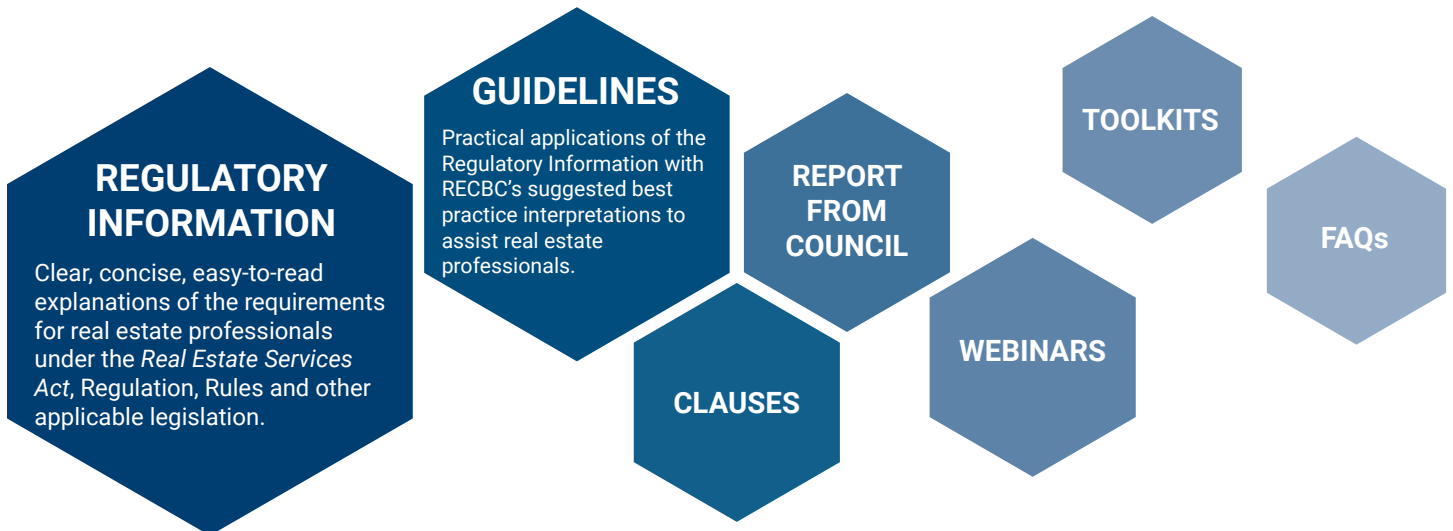 REGULATORY
INFORMATION
Clear, concise, easy-to-read
explanations of the requirements
for real estate professionals
under the Real Estate Services
Act, Regulation, Rules and other
applicable legislation.
GUIDELINES
Practical applications of the
Regulatory Information with
RECBC's suggested best
practice interpretations to
assist real estate
professionals.
CLAUSES
REPORT
FROM
COUNCIL
WEBINARS
TOOLKITS
FAQs